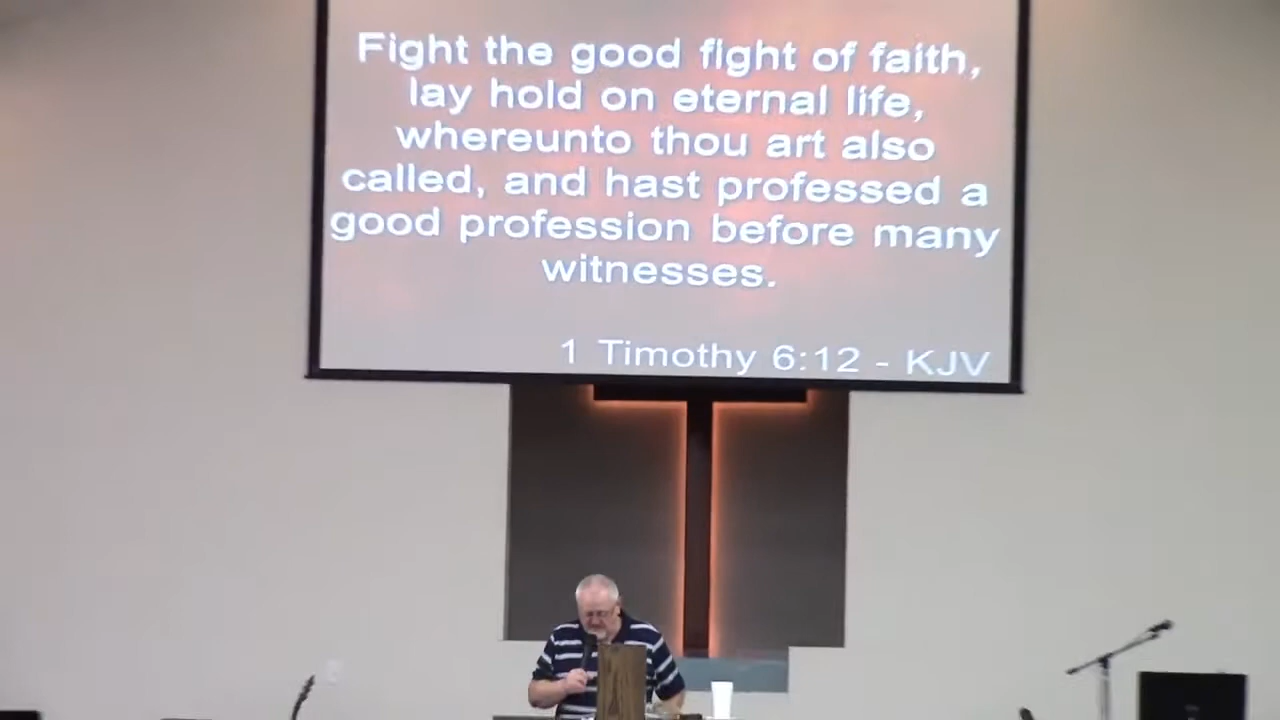 Fight the good fight of faith,
lay hold on eternal life,
whereunto thou art also
called, and hast professed a
good profession before many
witnesses.
1 Timothy 6:12 - KJV